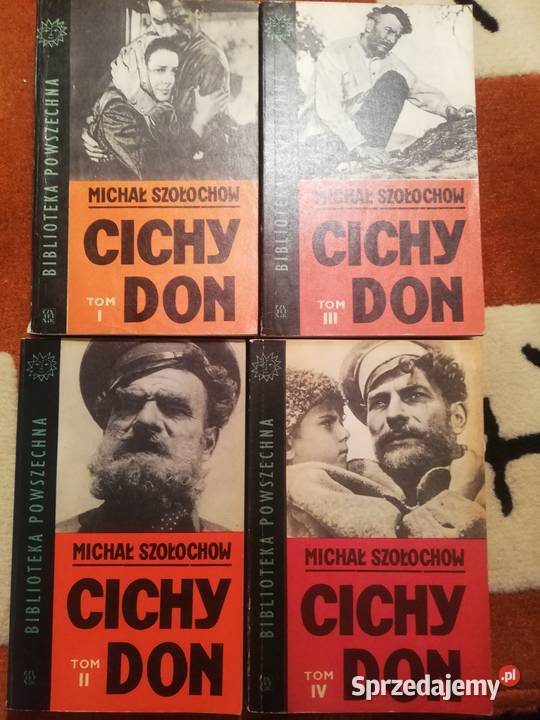 BIBLIOTEKA POWSZECHNA
MICHAŁ SZOŁOCHOW
CICHY
TOM I
DON
BIBLIOTEKA POWSZECHNA
MICHAŁ SZOŁOCHOW
CICHY
TOM III
DON
BIBLIOTEKA POWSZECHNA
MICHAŁ SZOŁOCHOW
CICHY
TOM II
DON
BIBLIOTEKA POWSZECHNA
MICHAŁ SZOŁOCHOW
CICHY
TOM IV
DON
Sprzedajemy.pl